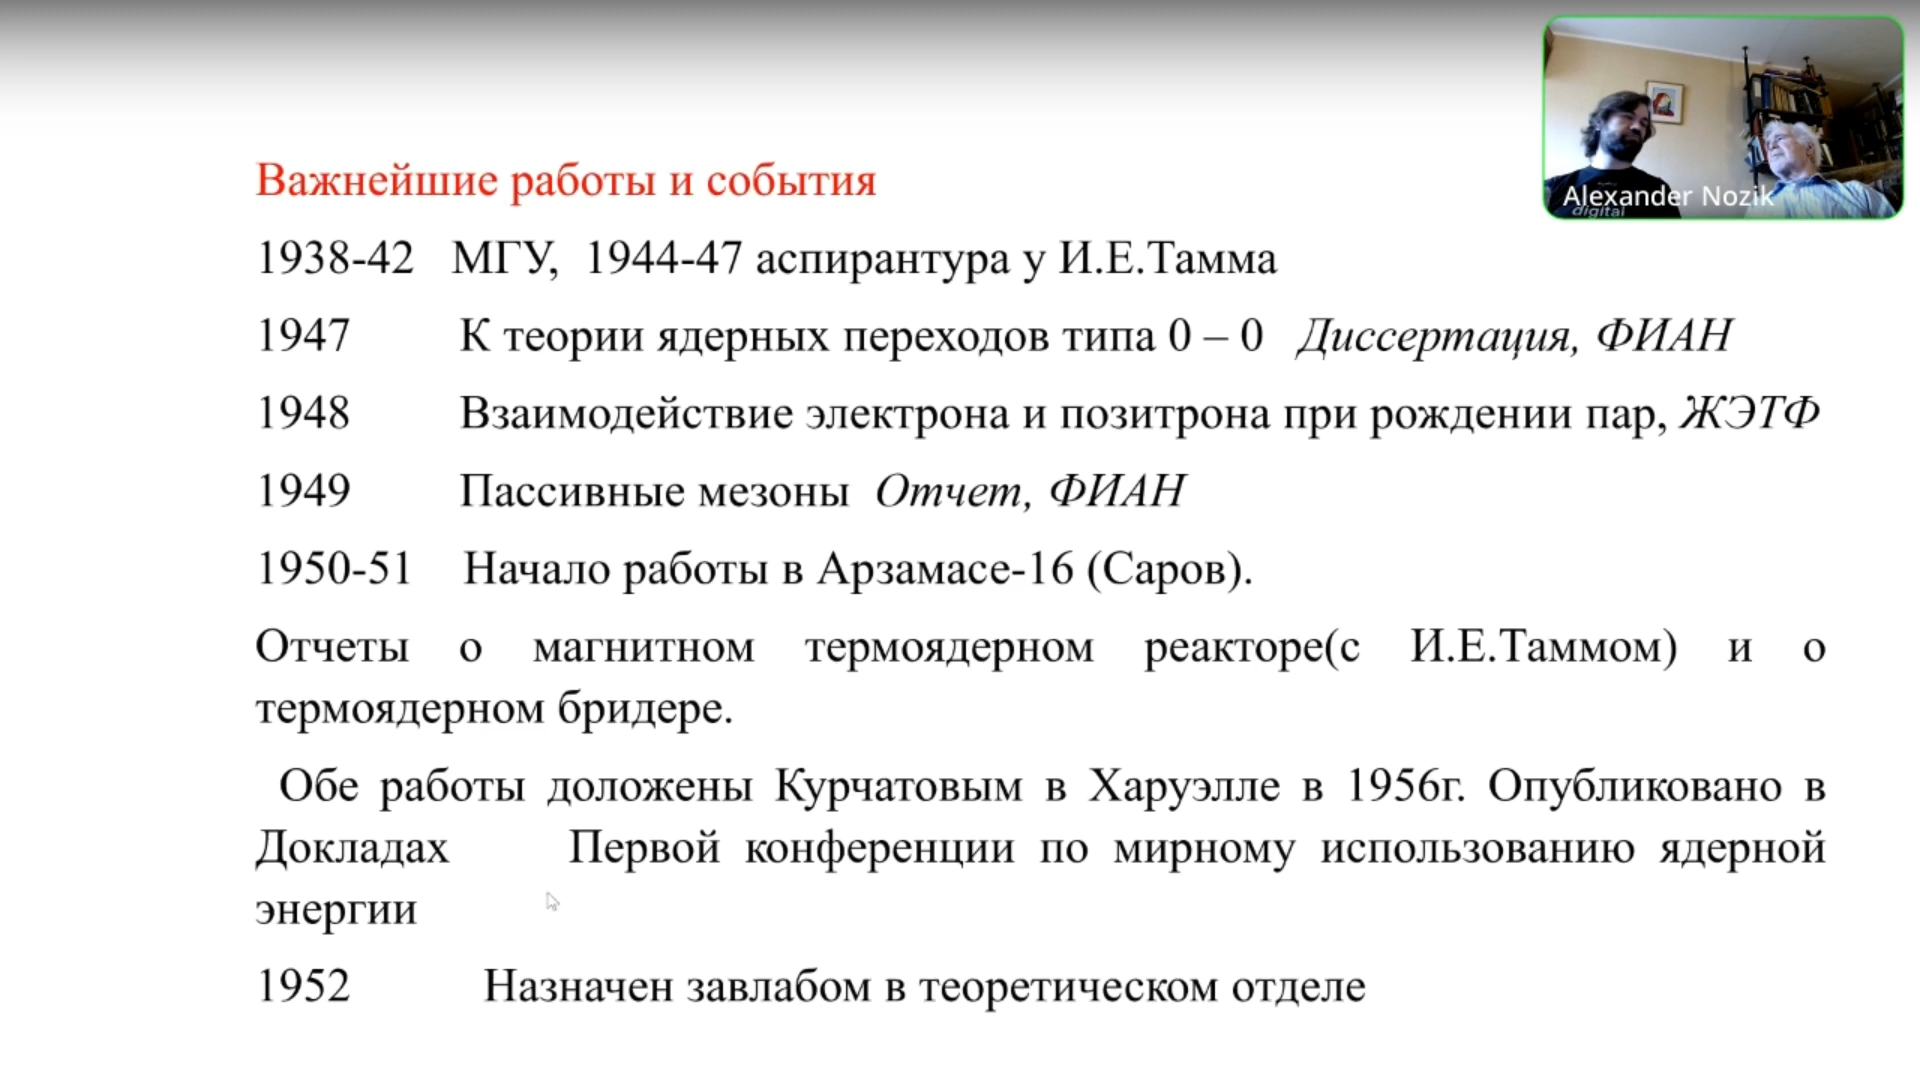 Важнейшие работы и события
1938-42 МГУ, 1944-47 аспирантура у И.Е.Тамма
1947 К теории ядерных переходов типа 0 – 0 Диссертация, ФИАН
1948 Взаимодействие электрона и позитрона при рождении пар, ЖЭТФ
1949 Пассивные мезоны Отчет, ФИАН
1950-51 Начало работы в Арзамасе-16 (Саров).
Отчеты о магнитном термоядерном реакторе(с И.Е.Таммом) и о
термоядерном бридере.
Обе работы доложены Курчатовым в Харуэлле в 1956г. Опубликовано в
Докладах Первой конференции по мирному использованию ядерной
энергии
1952 Назначен завлабом в теоретическом отделе
Alexander Nozik
digital